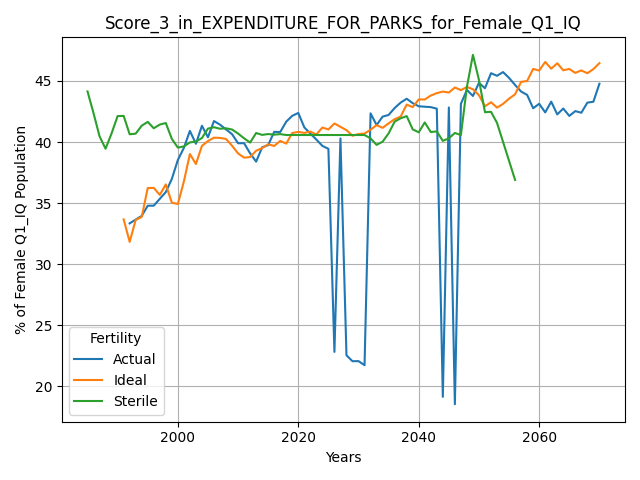 Score_3_in_EXPENDITURE_FOR_PARKS_for_Female_Q1_IQ
% of Female Q1_IQ Population
45
40
35
30
25
20
Fertility
Actual
Ideal
Sterile
2000
2020
2040
2060
Years